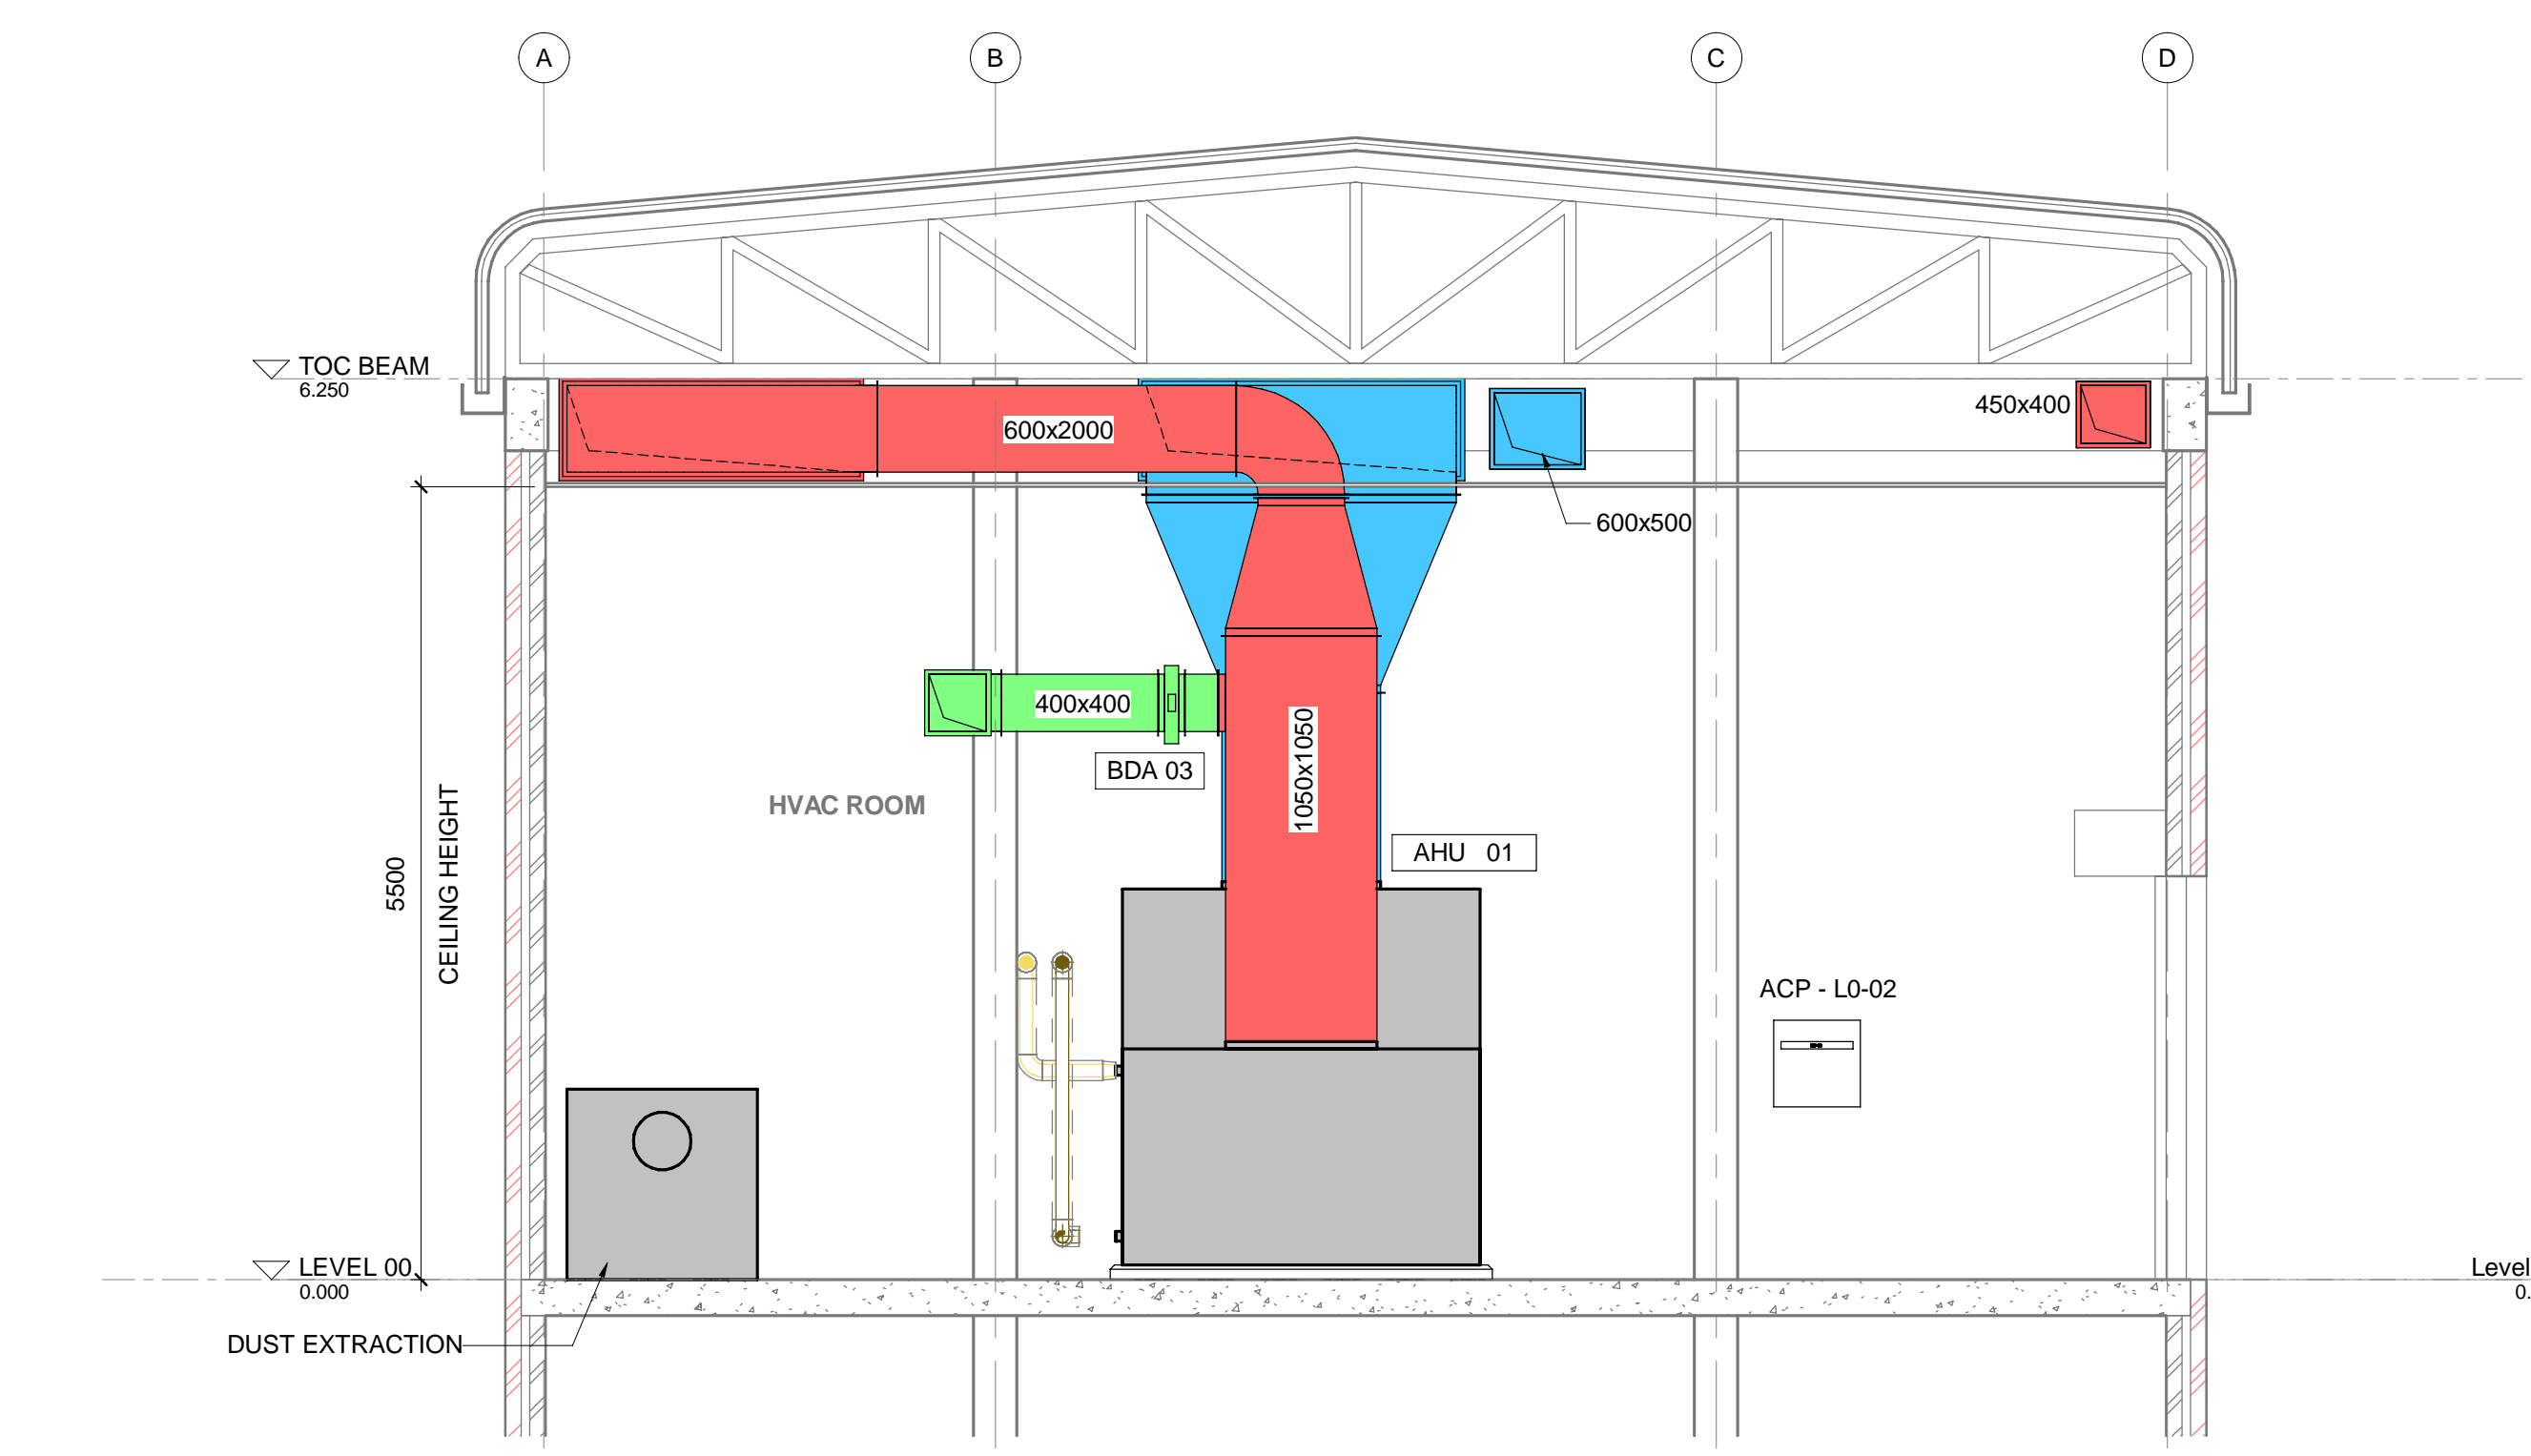 A
B
C
D
TOC BEAM
6.250
450x400
600x2000
600x500
400x400
1050x1050
BDA 03
HVAC ROOM
AHU 01
5500
CEILING HEIGHT
ACP - L0-02
LEVEL 00
0.000
Level
0.
DUST EXTRACTION